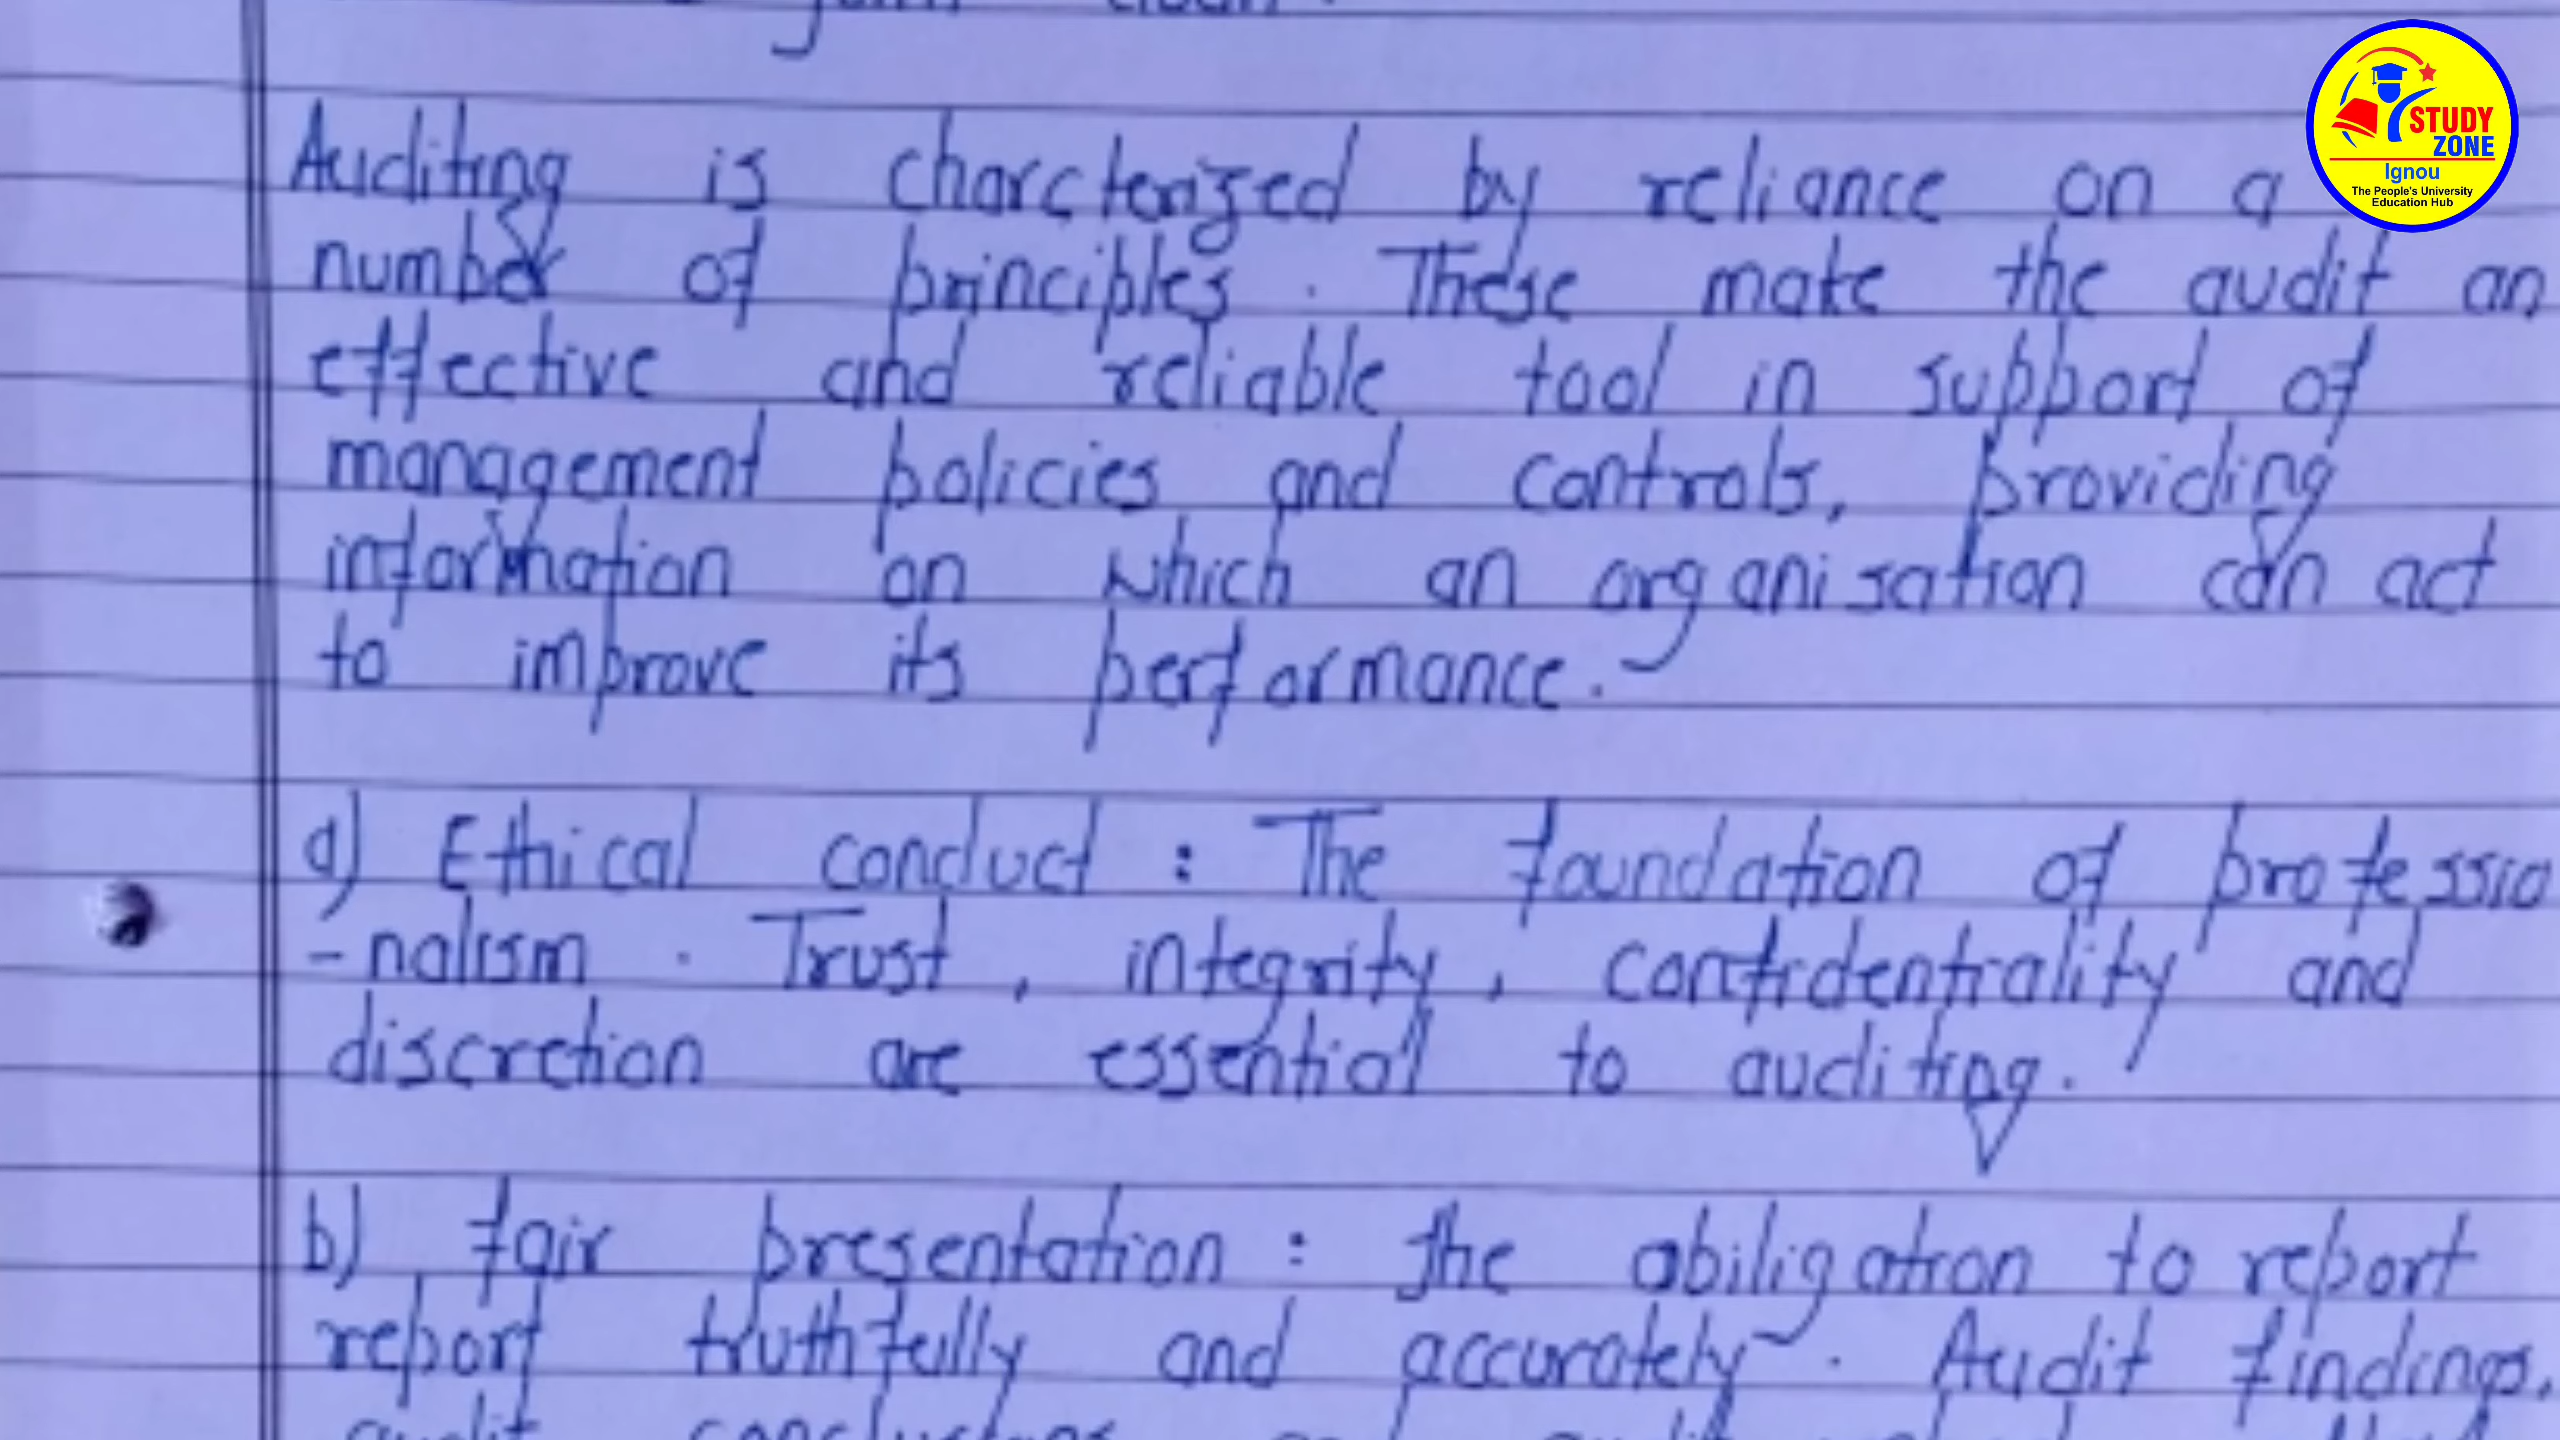 Auditing is charcterized by reliance on a
number of principles. These make the audit an
effective and reliable tool in support of
management policies and controls, providing
information on which an organisation can act
to improve its performance.
a) Ethical conduct : The foundation of professio
-nalism. Trust, integrity, confidentiality and
discretion are essential to auditing.
b) fair presentation : the abiligation to report
report truthfully and accurately. Audit findings,
audit conclusions
STUDY
ZONE
Ignou
The People's University
Education Hub